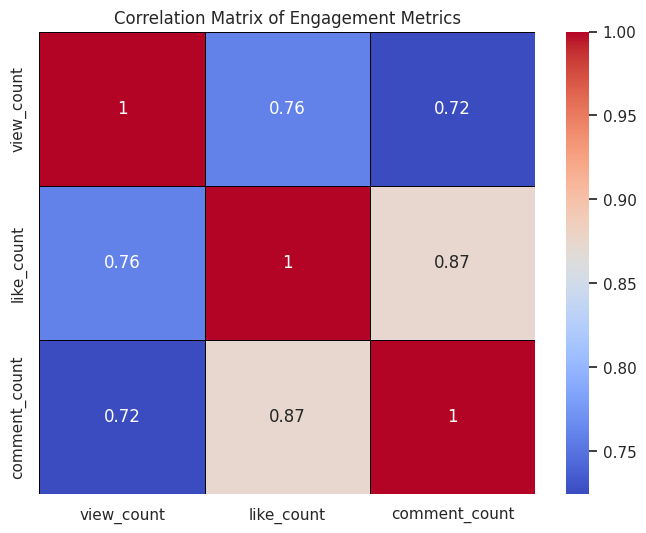 Correlation Matrix of Engagement Metrics
view_count
1
0.76
0.72
like_count
0.76
1
0.87
comment_count
0.72
0.87
1
view_count
like_count
comment_count
1.00
0.95
0.90
0.85
0.80
0.75